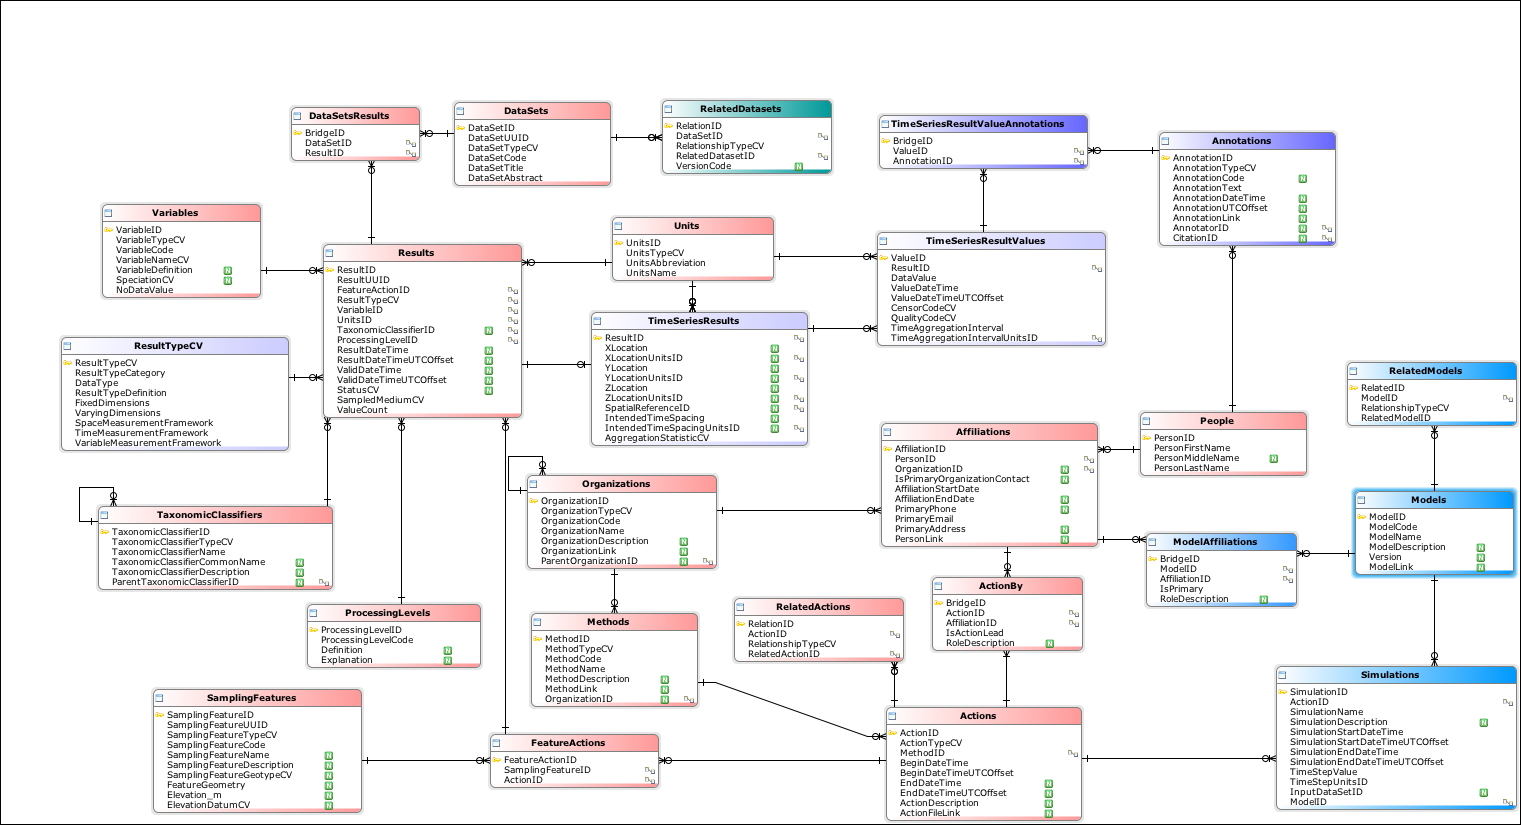 DataSetsResults
BridgeID
DataSetID
ResultID
DataSets
DataSetID
DataSetUUID
DataSetTypeCV
DataSetCode
DataSetTitle
DataSetAbstract
RelatedDatasets
RelationID
DataSetID
RelationshipTypeCV
RelatedDatasetID
VersionCode N
TimeSeriesResultValueAnnotations
BridgeID
ValueID
AnnotationID
Annotations
AnnotationID
AnnotationTypeCV
AnnotationCode N
AnnotationText
AnnotationDateTime N
AnnotationUTCOffset N
AnnotationLink N
AnnotatorID N
CitationID N
Variables
VariableID
VariableTypeCV
VariableCode
VariableNameCV
VariableDefinition N
SpeciationCV N
NoDataValue
Results
ResultID
ResultUUID
FeatureActionID
ResultTypeCV
VariableID
UnitsID
TaxonomicClassifierID N
ProcessingLevelID
ResultDateTime N
ResultDateTimeUTCOffset N
ValidDateTime N
ValidDateTimeUTCOffset N
StatusCV N
SampledMediumCV
ValueCount
Units
UnitsID
UnitsTypeCV
UnitsAbbreviation
UnitsName
TimeSeriesResultValues
ValueID
ResultID
DataValue
ValueDateTime
ValueDateTimeUTCOffset
CensorCodeCV
QualityCodeCV
TimeAggregationInterval
TimeAggregationIntervalUnitsID
ResultTypeCV
ResultTypeCV
ResultTypeCategory
DataType
ResultTypeDefinition
FixedDimensions
VaryingDimensions
SpaceMeasurementFramework
TimeMeasurementFramework
VariableMeasurementFramework
TimeSeriesResults
ResultID
XLocation N
XLocationUnitsID N
YLocation N
YLocationUnitsID N
ZLocation N
ZLocationUnitsID N
SpatialReferenceID N
IntendedTimeSpacing N
IntendedTimeSpacingUnitsID N
AggregationStatisticCV
RelatedModels
RelatedID
ModelID
RelationshipTypeCV
RelatedModelID
Affiliations
AffiliationID
PersonID
OrganizationID N
IsPrimaryOrganizationContact N
AffiliationStartDate
AffiliationEndDate N
PrimaryPhone N
PrimaryEmail
PrimaryAddress N
PersonLink N
People
PersonID
PersonFirstName
PersonMiddleName N
PersonLastName
Organizations
OrganizationID
OrganizationTypeCV
OrganizationCode
OrganizationName
OrganizationDescription N
OrganizationLink N
ParentOrganizationID N
Models
ModelID
ModelCode
ModelName
ModelDescription N
Version N
ModelLink N
TaxonomicClassifiers
TaxonomicClassifierID
TaxonomicClassifierTypeCV
TaxonomicClassifierName
TaxonomicClassifierCommonName N
TaxonomicClassifierDescription N
ParentTaxonomicClassifierID N
ModelAffiliations
BridgeID
ModelID
AffiliationID
IsPrimary
RoleDescription N
ProcessingLevels
ProcessingLevelID
ProcessingLevelCode
Definition N
Explanation N
Methods
MethodID
MethodTypeCV
MethodCode
MethodName
MethodDescription N
MethodLink N
OrganizationID N
RelatedActions
RelationID
ActionID
RelationshipTypeCV
RelatedActionID
ActionBy
BridgeID
ActionID
AffiliationID
IsActionLead
RoleDescription N
SamplingFeatures
SamplingFeatureID
SamplingFeatureUUID
SamplingFeatureTypeCV
SamplingFeatureCode
SamplingFeatureName N
SamplingFeatureDescription N
SamplingFeatureGeotypeCV N
FeatureGeometry N
Elevation_m N
ElevationDatumCV N
FeatureActions
FeatureActionID
SamplingFeatureID
ActionID
Actions
ActionID
ActionTypeCV
MethodID
BeginDateTime
BeginDateTimeUTCOffset
EndDateTime N
EndDateTimeUTCOffset N
ActionDescription N
ActionFileLink N
Simulations
SimulationID
ActionID
SimulationName
SimulationDescription N
SimulationStartDateTime
SimulationStartDateTimeUTCOffset
SimulationEndDateTime
SimulationEndDateTimeUTCOffset
TimeStepValue
TimeStepUnitsID
InputDataSetID N
ModelID